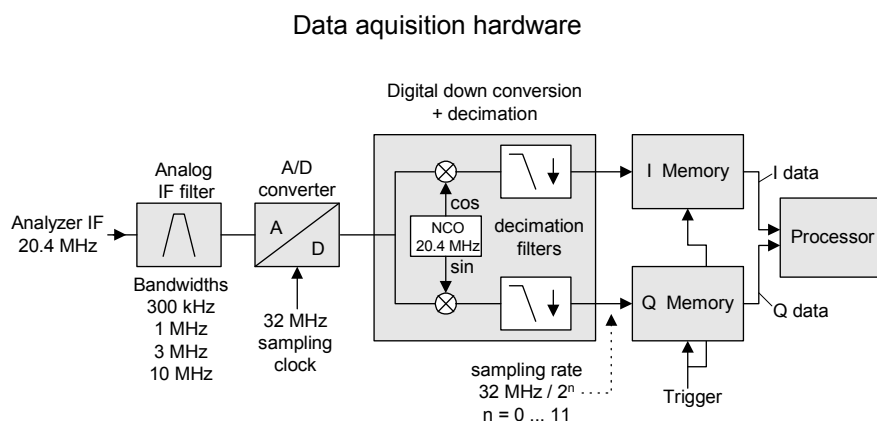 Data aquisition hardware
Digital down conversion
+ decimation
Analog
IF filter
A/D
converter
Analyzer IF
20.4 MHz
A
D
cos
NCO
20.4 MHz
sin
decimation
filters
I Memory
I data
Processor
Q Memory
Q data
Bandwidths
300 kHz
1 MHz
3 MHz
10 MHz
32 MHz
sampling
clock
sampling rate
32 MHz / 2ⁿ
n = 0 ... 11
Trigger